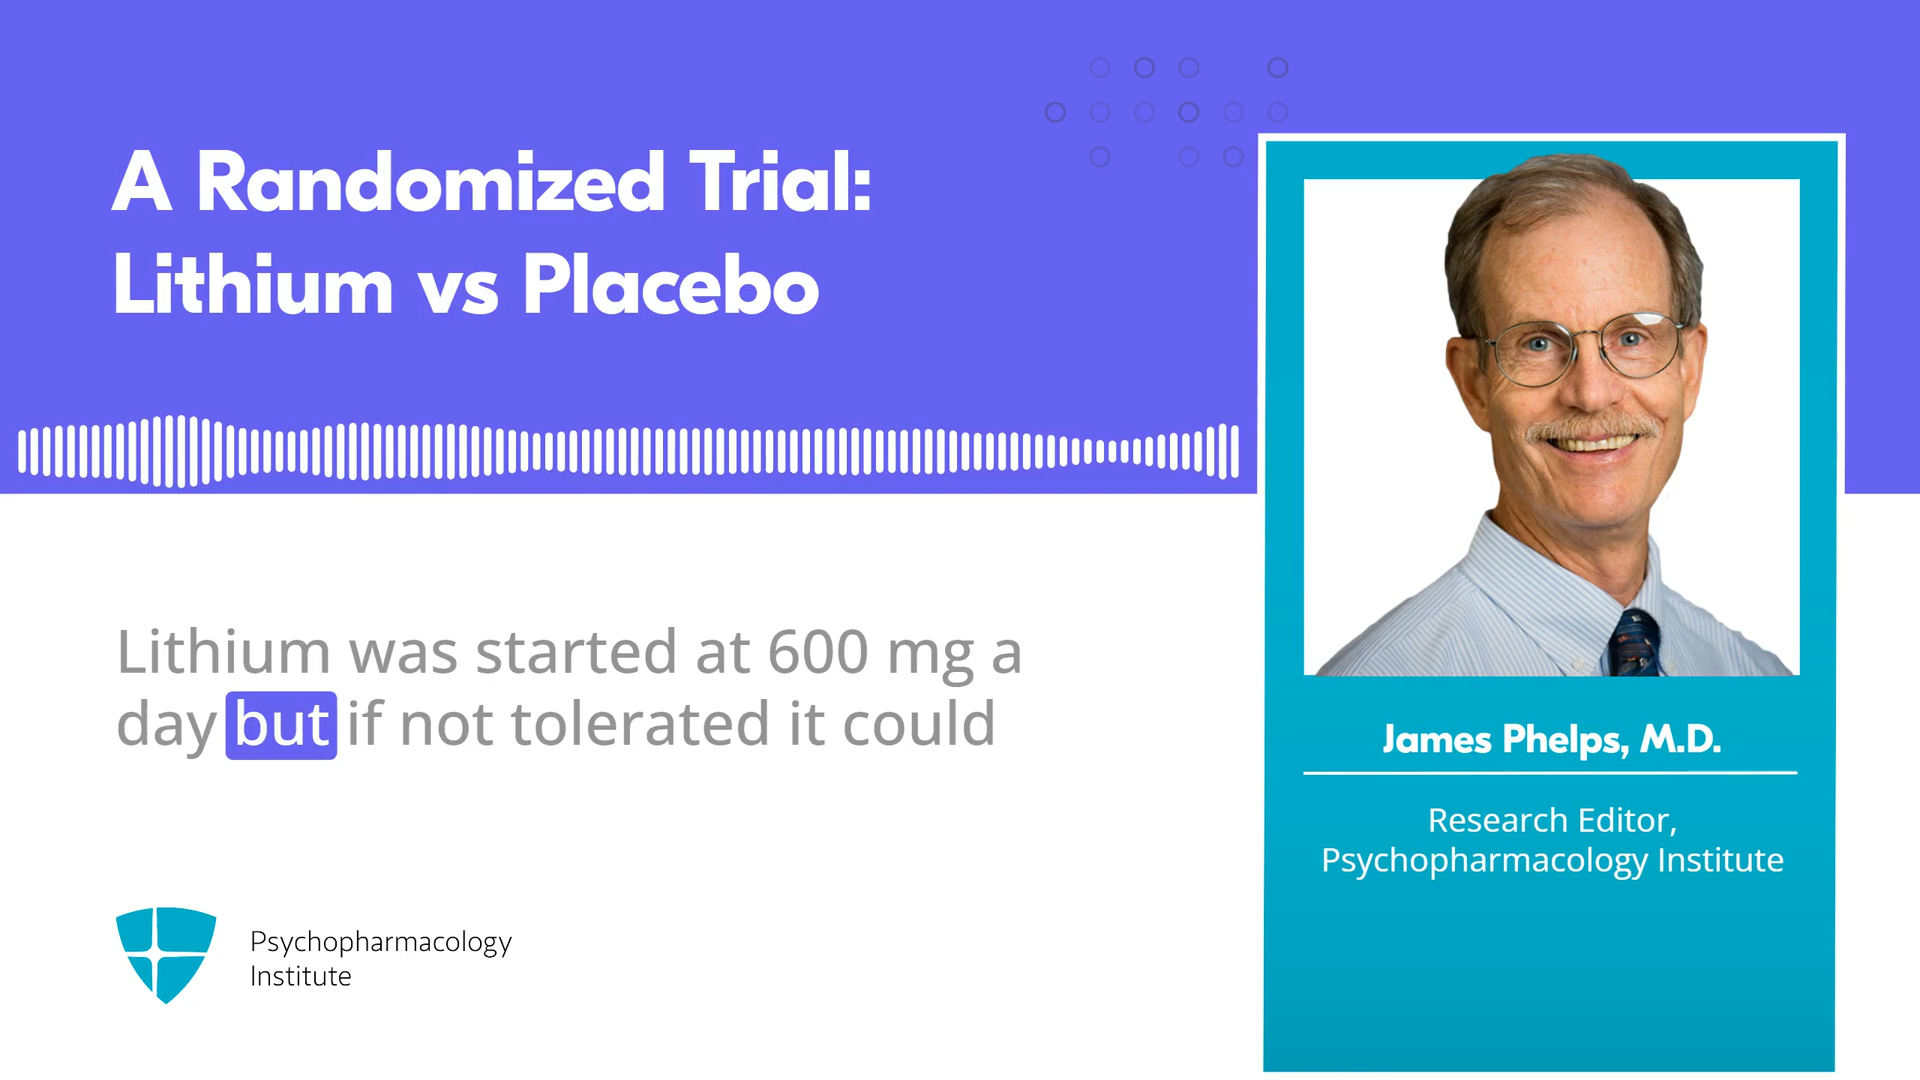 A Randomized Trial:
Lithium vs Placebo
Lithium was started at 600 mg a
day but if not tolerated it could
Psychopharmacology
Institute
James Phelps, M.D.
Research Editor,
Psychopharmacology Institute